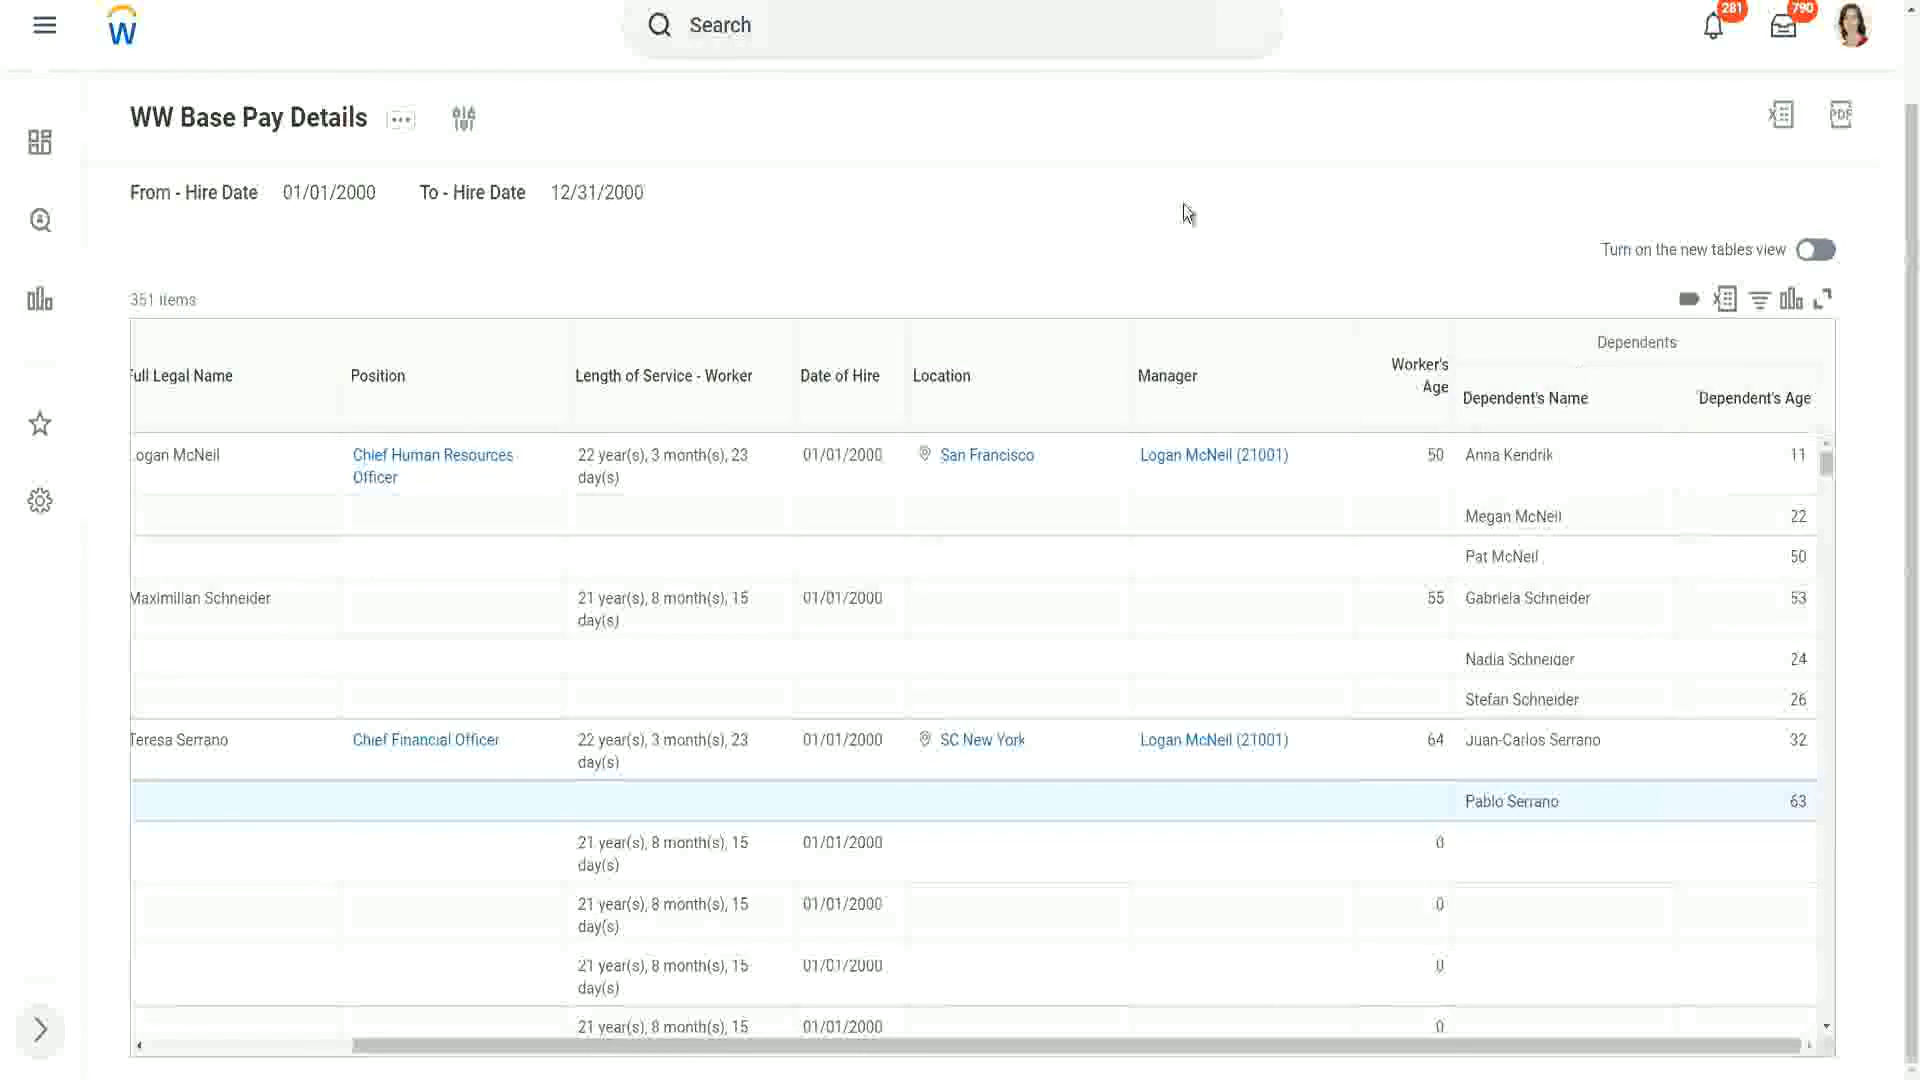 W
Search
281
790
WW Base Pay Details
PDF
From - Hire Date 01/01/2000 To - Hire Date 12/31/2000
Turn on the new tables view
351 items
Dependents
Full Legal Name Position Length of Service - Worker Date of Hire Location Manager Worker's Age Dependent's Name Dependent's Age
Logan McNeil Chief Human Resources 22 year(s), 3 month(s), 23 01/01/2000 San Francisco Logan McNeil (21001) 50 Anna Kendrik 11
Officer day(s)
Megan McNeil 22
Pat McNeil 50
Maximilian Schneider 21 year(s), 8 month(s), 15 01/01/2000 55 Gabriela Schneider 53
day(s)
Nadia Schneider 24
Stefan Schneider 26
Teresa Serrano Chief Financial Officer 22 year(s), 3 month(s), 23 01/01/2000 SC New York Logan McNeil (21001) 64 Juan-Carlos Serrano 32
day(s)
Pablo Serrano 63
21 year(s), 8 month(s), 15 01/01/2000 0
day(s)
21 year(s), 8 month(s), 15 01/01/2000 0
day(s)
21 year(s), 8 month(s), 15 01/01/2000 0
day(s)
21 year(s), 8 month(s), 15 01/01/2000 0